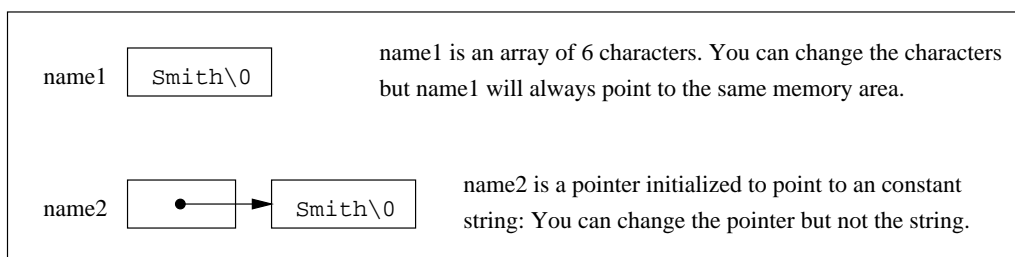 name1
Smith\0
name1 is an array of 6 characters. You can change the characters
but name1 will always point to the same memory area.
name2
Smith\0
name2 is a pointer initialized to point to an constant
string: You can change the pointer but not the string.